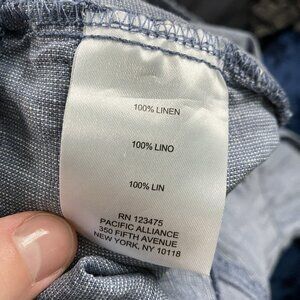 100% LINEN
100% LINO
100% LIN
RN 123475
PACIFIC ALLIANCE
350 FIFTH AVENUE
NEW YORK, NY 10118